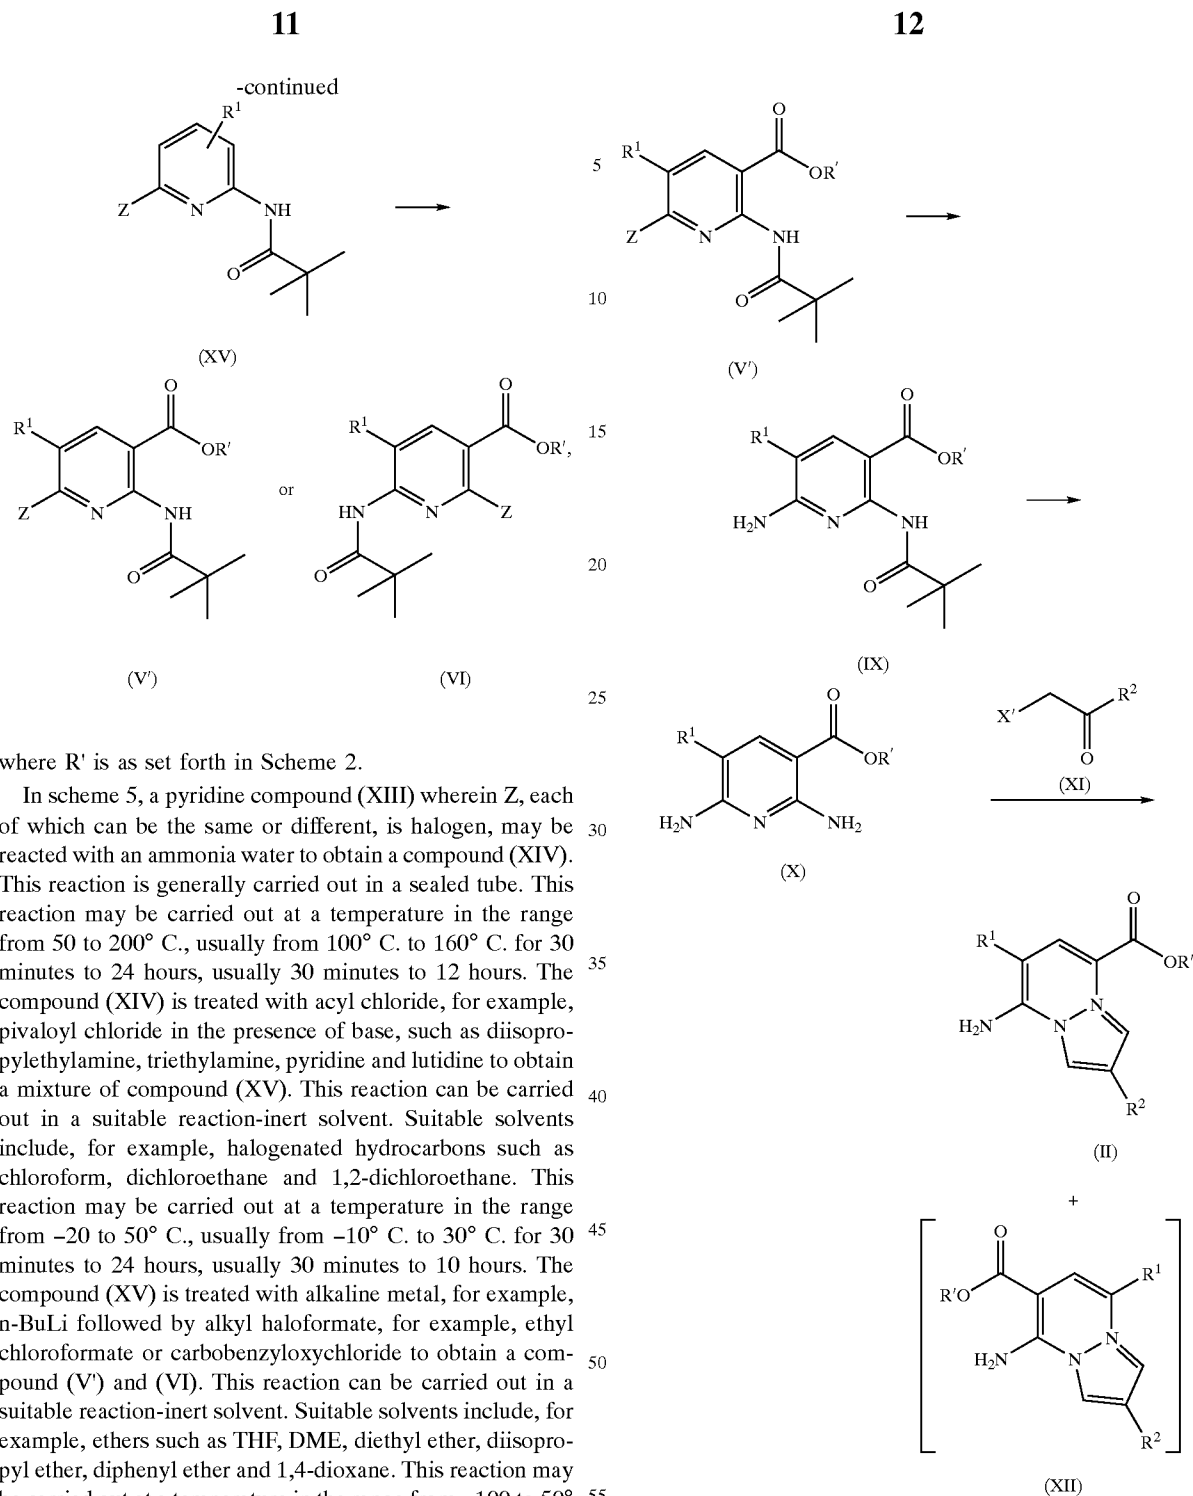 11
12
-continued
R¹
Z
N
NH
O
(XV)
O
R¹
OR'
Z
N
NH
O
(V')
or
O
R¹
OR',
HN
N
Z
O
(VI)
where R' is as set forth in Scheme 2.
In scheme 5, a pyridine compound (XIII) wherein Z, each
of which can be the same or different, is halogen, may be
reacted with an ammonia water to obtain a compound (XIV).
This reaction is generally carried out in a sealed tube. This
reaction may be carried out at a temperature in the range
from 50 to 200° C., usually from 100° C. to 160° C. for 30
minutes to 24 hours, usually 30 minutes to 12 hours. The
compound (XIV) is treated with acyl chloride, for example,
pivaloyl chloride in the presence of base, such as diisopro-
pylethylamine, triethylamine, pyridine and lutidine to obtain
a mixture of compound (XV). This reaction can be carried
out in a suitable reaction-inert solvent. Suitable solvents
include, for example, halogenated hydrocarbons such as
chloroform, dichloroethane and 1,2-dichloroethane. This
reaction may be carried out at a temperature in the range
from –20 to 50° C., usually from –10° C. to 30° C. for 30
minutes to 24 hours, usually 30 minutes to 10 hours. The
compound (XV) is treated with alkaline metal, for example,
n-BuLi followed by alkyl haloformate, for example, ethyl
chloroformate or carbobenzyloxychloride to obtain a com-
pound (V') and (VI). This reaction can be carried out in a
suitable reaction-inert solvent. Suitable solvents include, for
example, ethers such as THF, DME, diethyl ether, diisopro-
pyl ether, diphenyl ether and 1,4-dioxane. This reaction may
5
10
15
20
25
30
35
40
45
50
55
O
R¹
OR'
Z
N
NH
O
(V')
O
R¹
OR'
H₂N
N
NH
O
(IX)
O
R¹
OR'
H₂N
N
NH₂
(X)
X'
R²
O
(XI)
O
R¹
OR'
N
H₂N
N
R²
(II)
+
O
R¹
R'O
N
H₂N
N
R²
(XII)